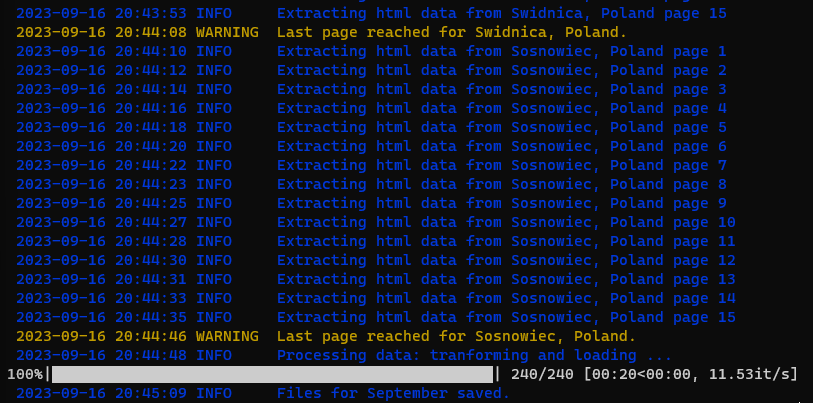 2023-09-16 20:43:53 INFO Extracting html data from Swidnica, Poland page 15
2023-09-16 20:44:08 WARNING Last page reached for Swidnica, Poland.
2023-09-16 20:44:10 INFO Extracting html data from Sosnowiec, Poland page 1
2023-09-16 20:44:12 INFO Extracting html data from Sosnowiec, Poland page 2
2023-09-16 20:44:14 INFO Extracting html data from Sosnowiec, Poland page 3
2023-09-16 20:44:16 INFO Extracting html data from Sosnowiec, Poland page 4
2023-09-16 20:44:18 INFO Extracting html data from Sosnowiec, Poland page 5
2023-09-16 20:44:20 INFO Extracting html data from Sosnowiec, Poland page 6
2023-09-16 20:44:22 INFO Extracting html data from Sosnowiec, Poland page 7
2023-09-16 20:44:23 INFO Extracting html data from Sosnowiec, Poland page 8
2023-09-16 20:44:25 INFO Extracting html data from Sosnowiec, Poland page 9
2023-09-16 20:44:27 INFO Extracting html data from Sosnowiec, Poland page 10
2023-09-16 20:44:28 INFO Extracting html data from Sosnowiec, Poland page 11
2023-09-16 20:44:30 INFO Extracting html data from Sosnowiec, Poland page 12
2023-09-16 20:44:31 INFO Extracting html data from Sosnowiec, Poland page 13
2023-09-16 20:44:33 INFO Extracting html data from Sosnowiec, Poland page 14
2023-09-16 20:44:35 INFO Extracting html data from Sosnowiec, Poland page 15
2023-09-16 20:44:46 WARNING Last page reached for Sosnowiec, Poland.
2023-09-16 20:44:48 INFO Processing data: tranforming and loading ...
100%| | 240/240 [00:20<00:00, 11.53it/s]
2023-09-16 20:45:09 INFO Files for September saved.